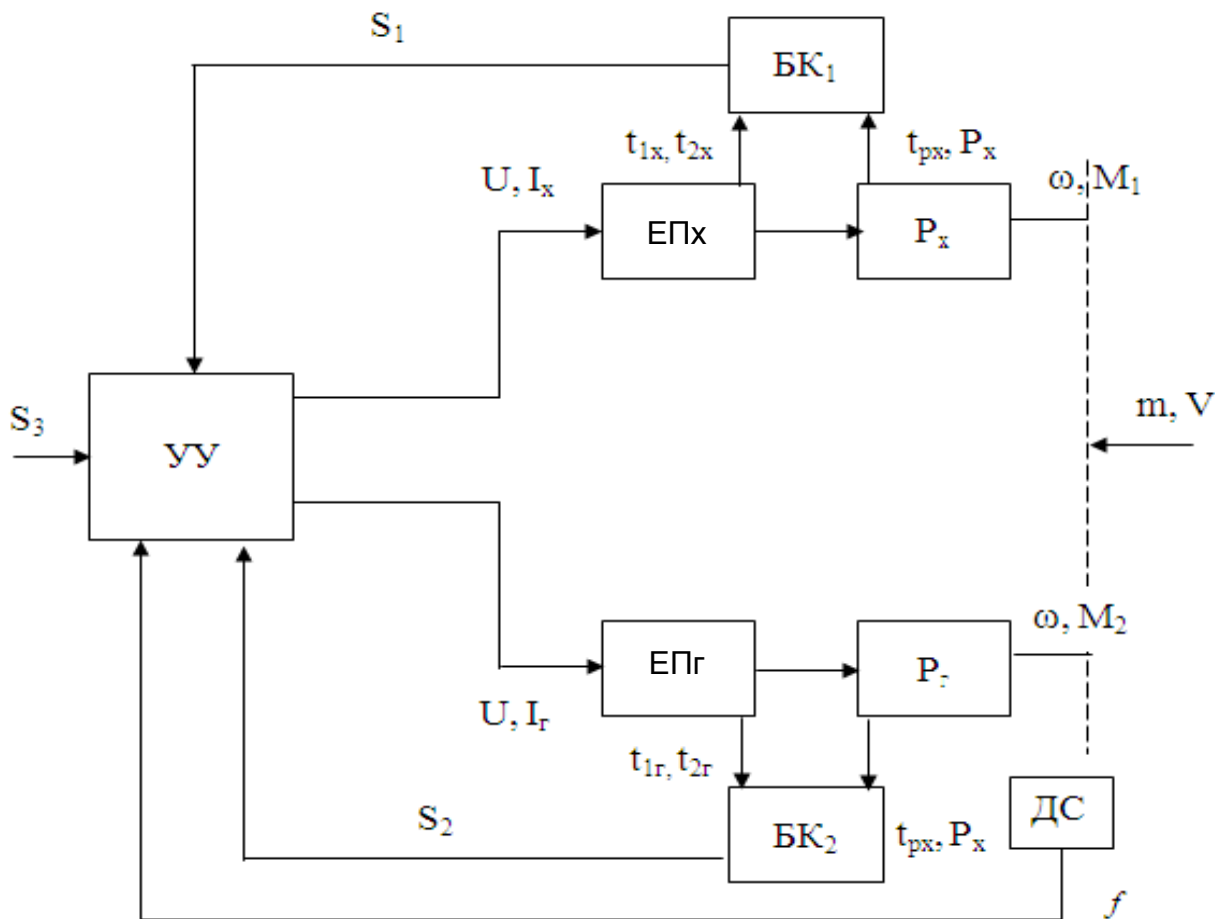 S₁
БК₁
t₁ₓ, t₂ₓ
tₚₓ, Pₓ
U, Iₓ
ЕПх
Pₓ
ω, M₁
S₃
УУ
m, V
ω, M₂
ЕПг
U, Iг
t₁г, t₂г
S₂
БК₂
tₚₓ, Pₓ
ДС
f